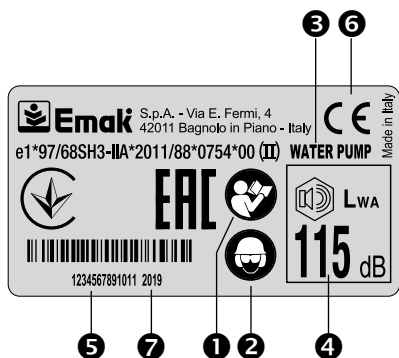 3 6
Emak S.p.A. - Via E. Fermi, 4
42011 Bagnolo in Piano - Italy
CE
Made in Italy
e1*97/68SH3-IIA*2011/88*0754*00 (II) WATER PUMP
EAC
LWA
115 dB
1234567891011 2019
5 7 1 2 4